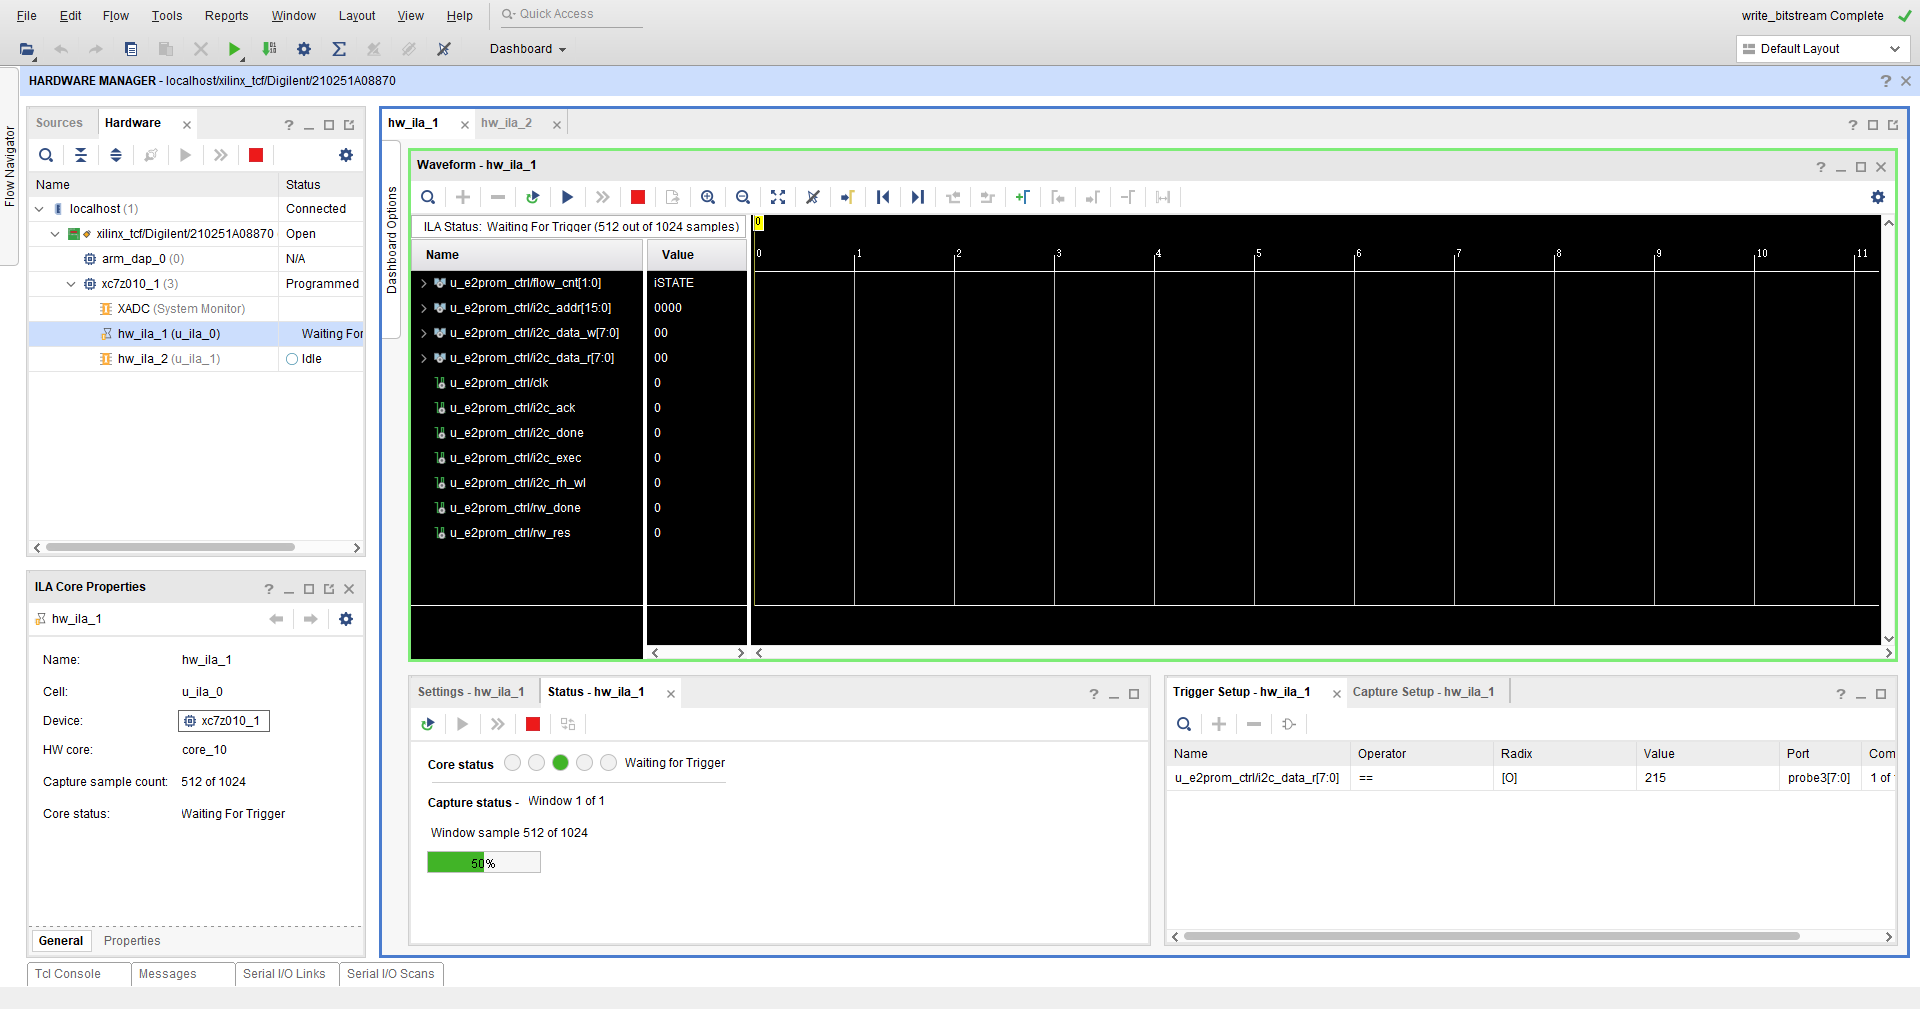 File Edit Flow Tools Reports Window Layout View Help Quick Access write_bitstream Complete
Dashboard Default Layout
HARDWARE MANAGER - localhost/xilinx_tcf/Digilent/210251A08870
Flow Navigator
Sources Hardware
Name Status
localhost (1) Connected
xilinx_tcf/Digilent/210251A08870 Open
arm_dap_0 (0) N/A
xc7z010_1 (3) Programmed
XADC (System Monitor)
hw_ila_1 (u_ila_0) Waiting For
hw_ila_2 (u_ila_1) Idle
ILA Core Properties
hw_ila_1
Name: hw_ila_1
Cell: u_ila_0
Device: xc7z010_1
HW core: core_10
Capture sample count: 512 of 1024
Core status: Waiting For Trigger
General Properties
hw_ila_1 hw_ila_2
Dashboard Options
Waveform - hw_ila_1
ILA Status: Waiting For Trigger (512 out of 1024 samples)
0
Name Value
0 1 2 3 4 5 6 7 8 9 10 11
u_e2prom_ctrl/flow_cnt[1:0] iSTATE
u_e2prom_ctrl/i2c_addr[15:0] 0000
u_e2prom_ctrl/i2c_data_w[7:0] 00
u_e2prom_ctrl/i2c_data_r[7:0] 00
u_e2prom_ctrl/clk 0
u_e2prom_ctrl/i2c_ack 0
u_e2prom_ctrl/i2c_done 0
u_e2prom_ctrl/i2c_exec 0
u_e2prom_ctrl/i2c_rh_wl 0
u_e2prom_ctrl/rw_done 0
u_e2prom_ctrl/rw_res 0
Settings - hw_ila_1 Status - hw_ila_1
Core status Waiting for Trigger
Capture status - Window 1 of 1
Window sample 512 of 1024
50%
Trigger Setup - hw_ila_1 Capture Setup - hw_ila_1
Name Operator Radix Value Port Com
u_e2prom_ctrl/i2c_data_r[7:0] == [O] 215 probe3[7:0] 1 of
Tcl Console Messages Serial I/O Links Serial I/O Scans